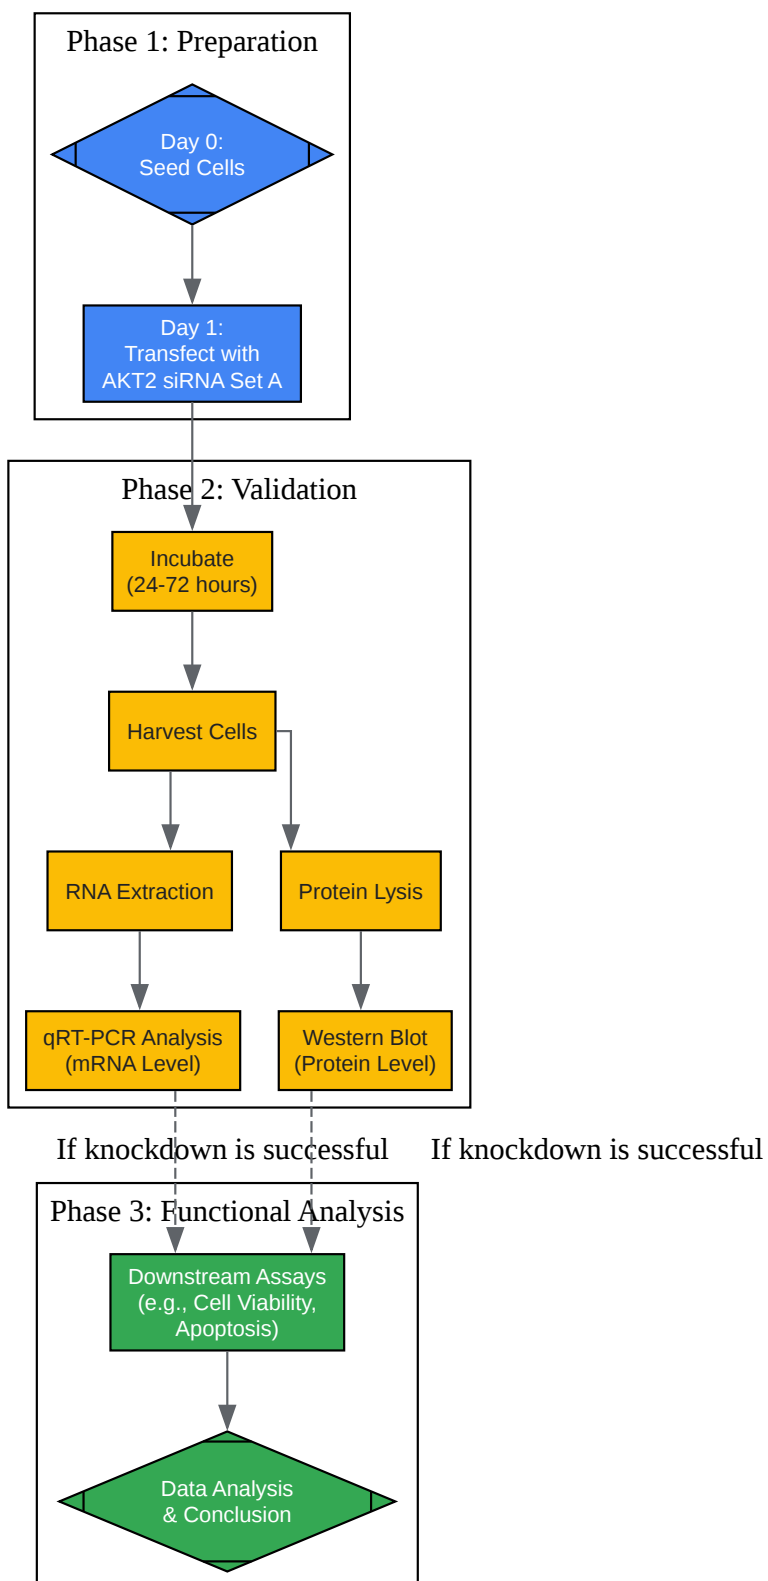 Phase 1: Preparation
Day 0:
Seed Cells
Day 1:
Transfect with
AKT2 siRNA Set A
Phase 2: Validation
Incubate
(24-72 hours)
Harvest Cells
RNA Extraction
Protein Lysis
qRT-PCR Analysis
(mRNA Level)
Western Blot
(Protein Level)
If knockdown is successful
If knockdown is successful
Phase 3: Functional Analysis
Downstream Assays
(e.g., Cell Viability,
Apoptosis)
Data Analysis
& Conclusion